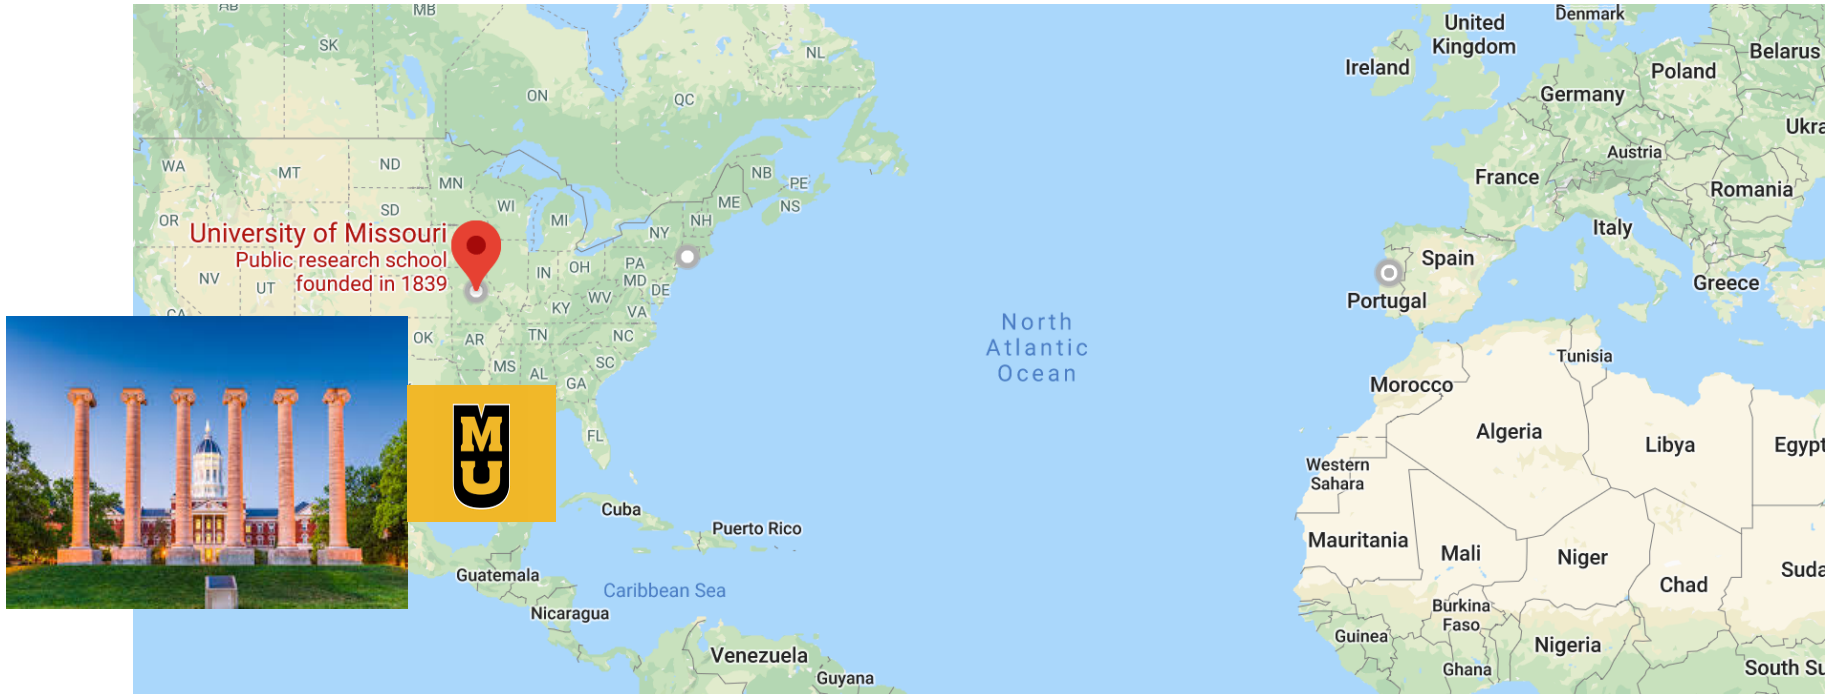 AB
MB
SK
NL
ON
QC
WA
MT
ND
MN
NB
PE
OR
SD
WI
MI
ME
NS
NH
NY
University of Missouri
Public research school
founded in 1839
NV
UT
IN
OH
PA
MD
DE
KY
WV
VA
CA
OK
AR
TN
NC
MS
AL
SC
GA
FL
MU
Cuba
Puerto Rico
Guatemala
Caribbean Sea
Nicaragua
Venezuela
Guyana
North
Atlantic
Ocean
United
Kingdom
Denmark
Ireland
Belarus
Poland
Germany
Ukra
Austria
France
Romania
Italy
Spain
Greece
Portugal
Tunisia
Morocco
Algeria
Libya
Egypt
Western
Sahara
Mauritania
Mali
Niger
Chad
Suda
Burkina
Faso
Guinea
Nigeria
Ghana
South Su